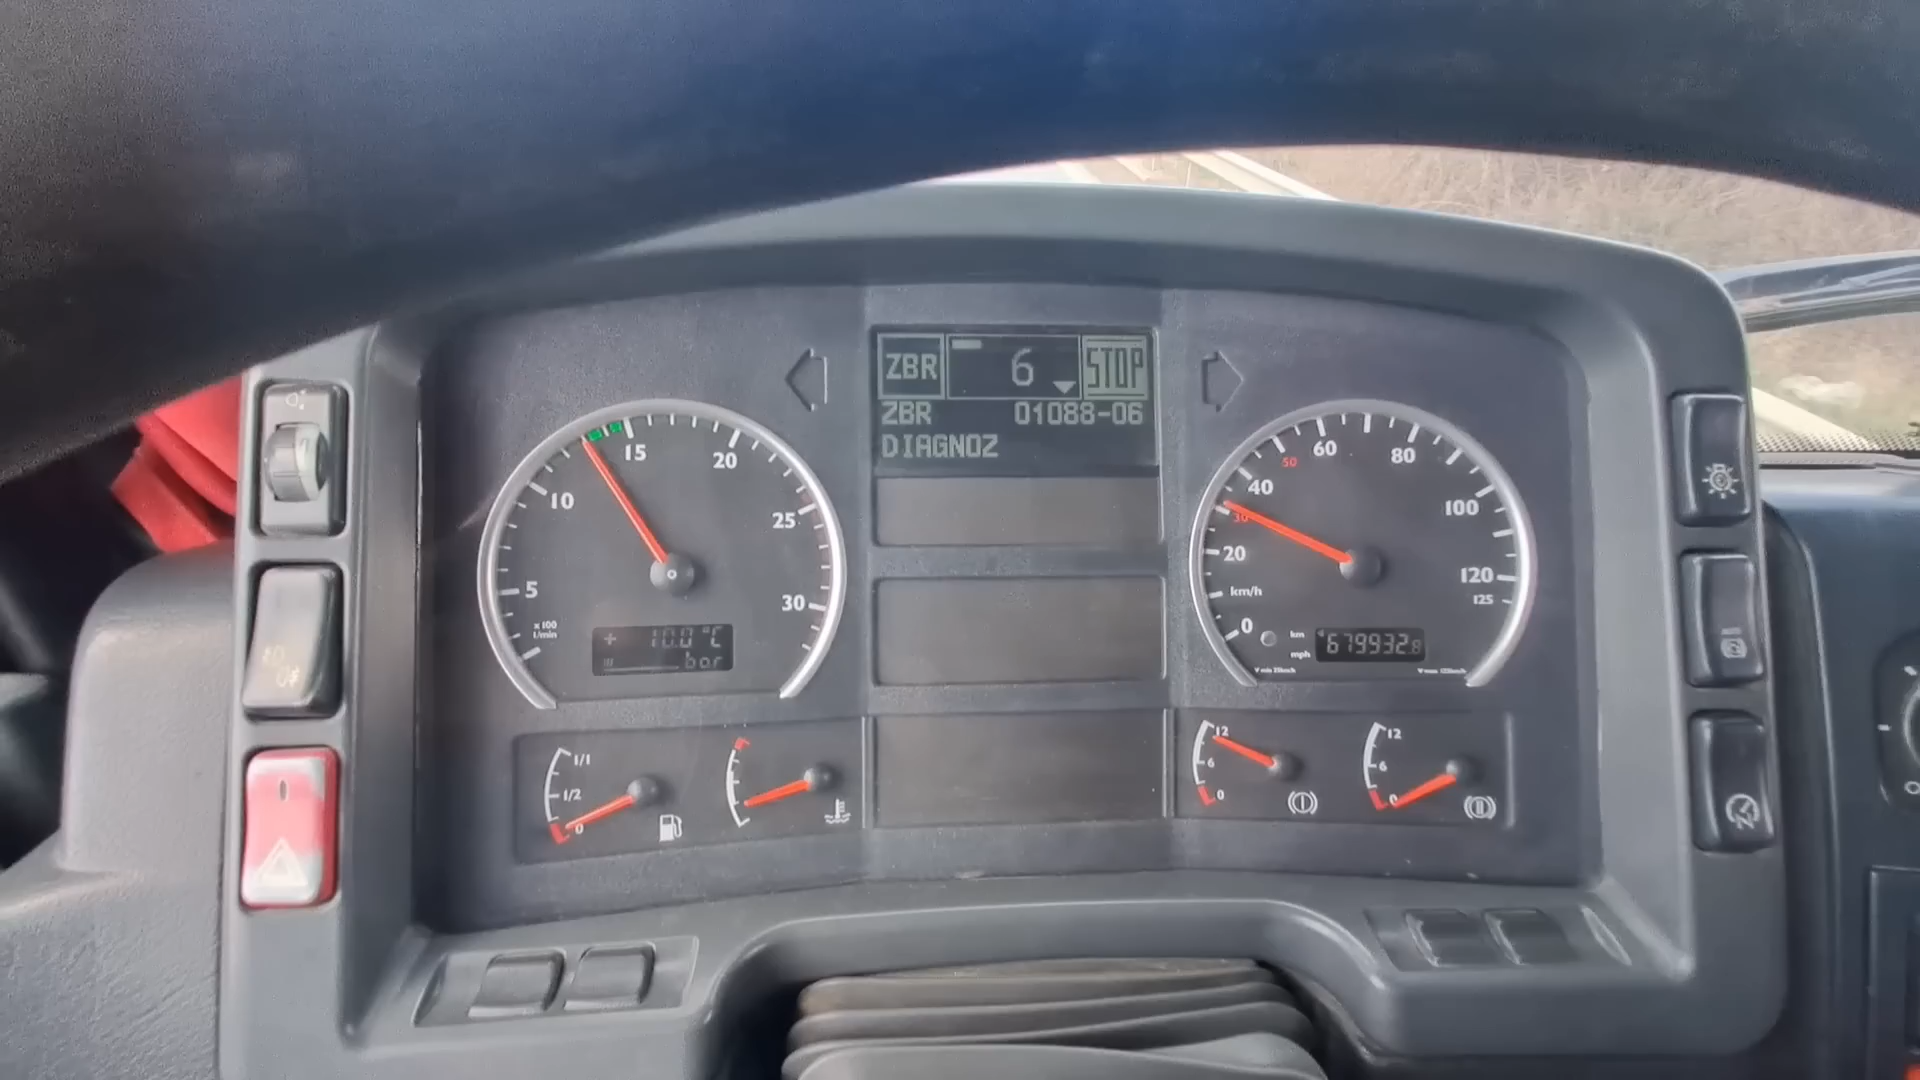 ZBR 6 STOP
ZBR 01088-06
DIAGNOZ
5 10 15 20 25 30
x 100
1/min
+ 10.0 °C
bar
0 20 30 40 50 60 80 100 120 125
km/h
km
mph
679932.8
1/1
1/2
0
12
6
0
12
6
0